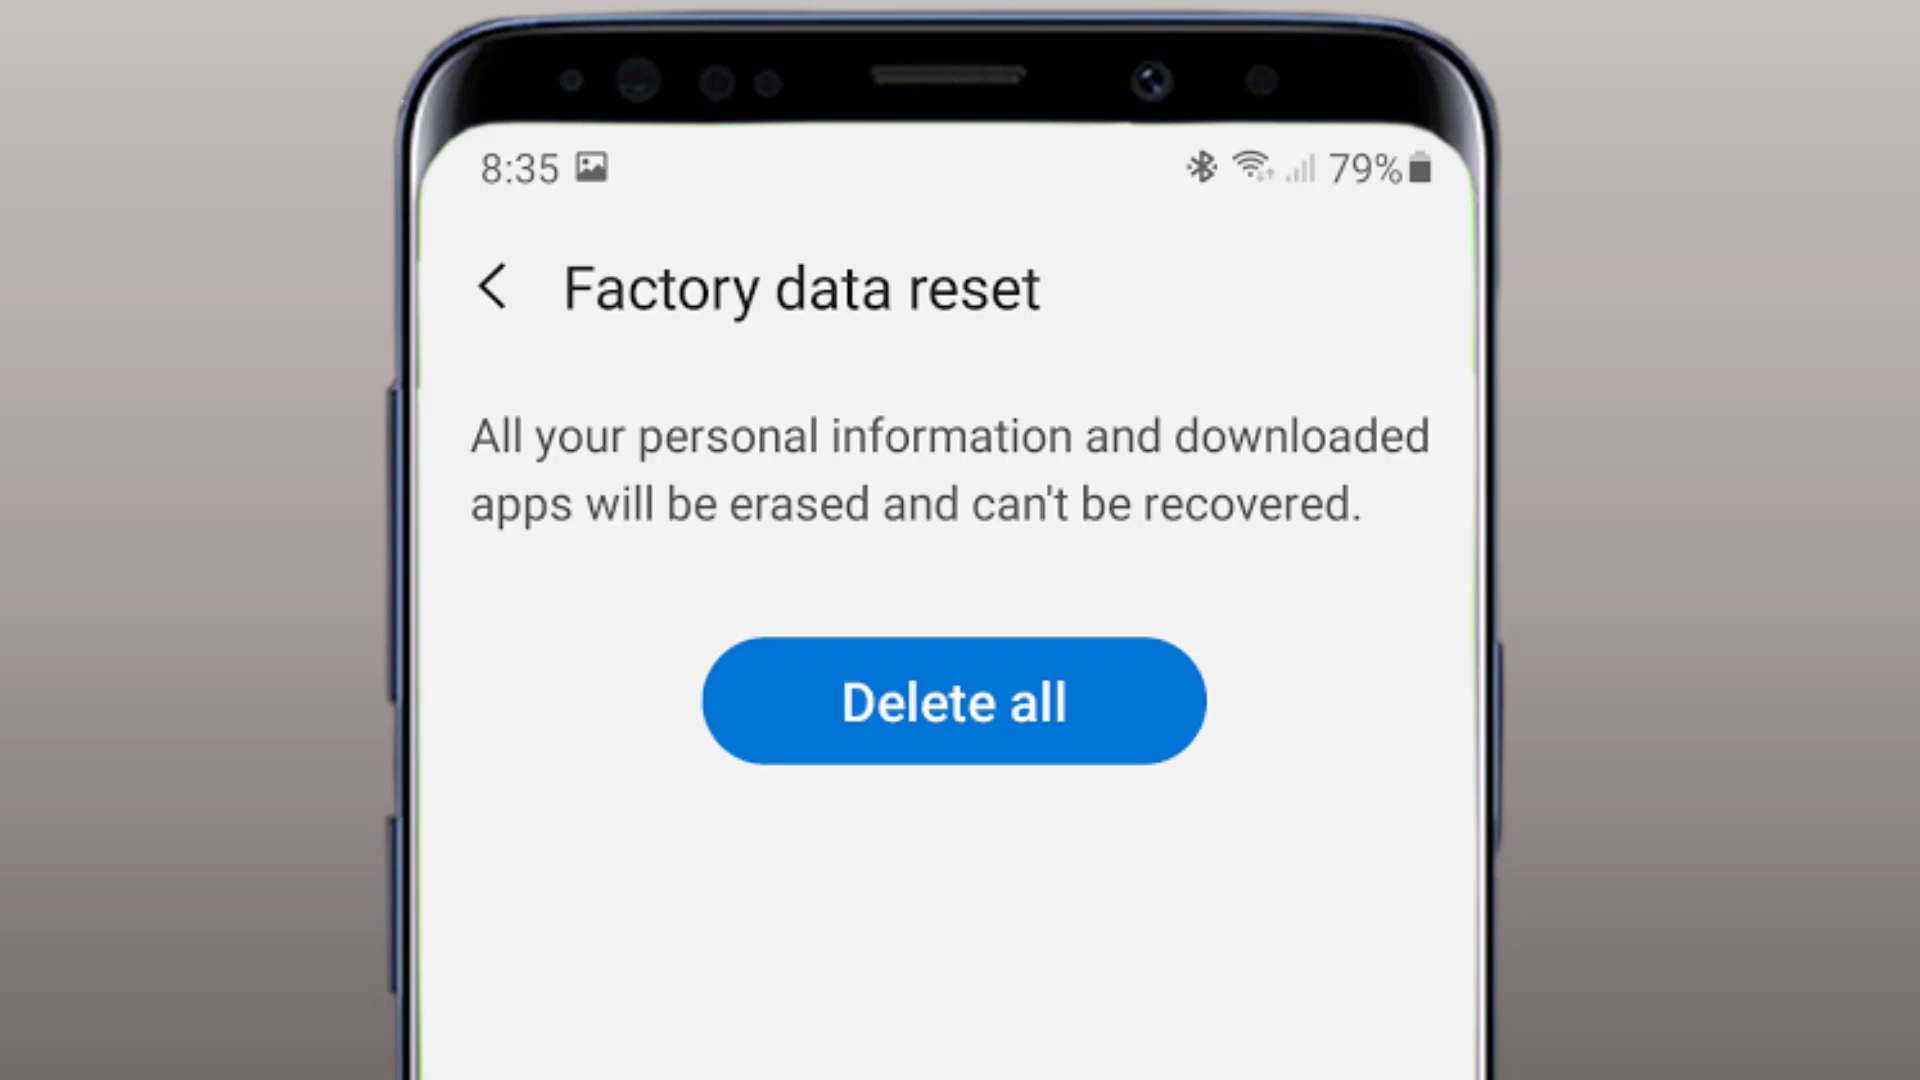 8:35 79%
Factory data reset
All your personal information and downloaded
apps will be erased and can't be recovered.
Delete all